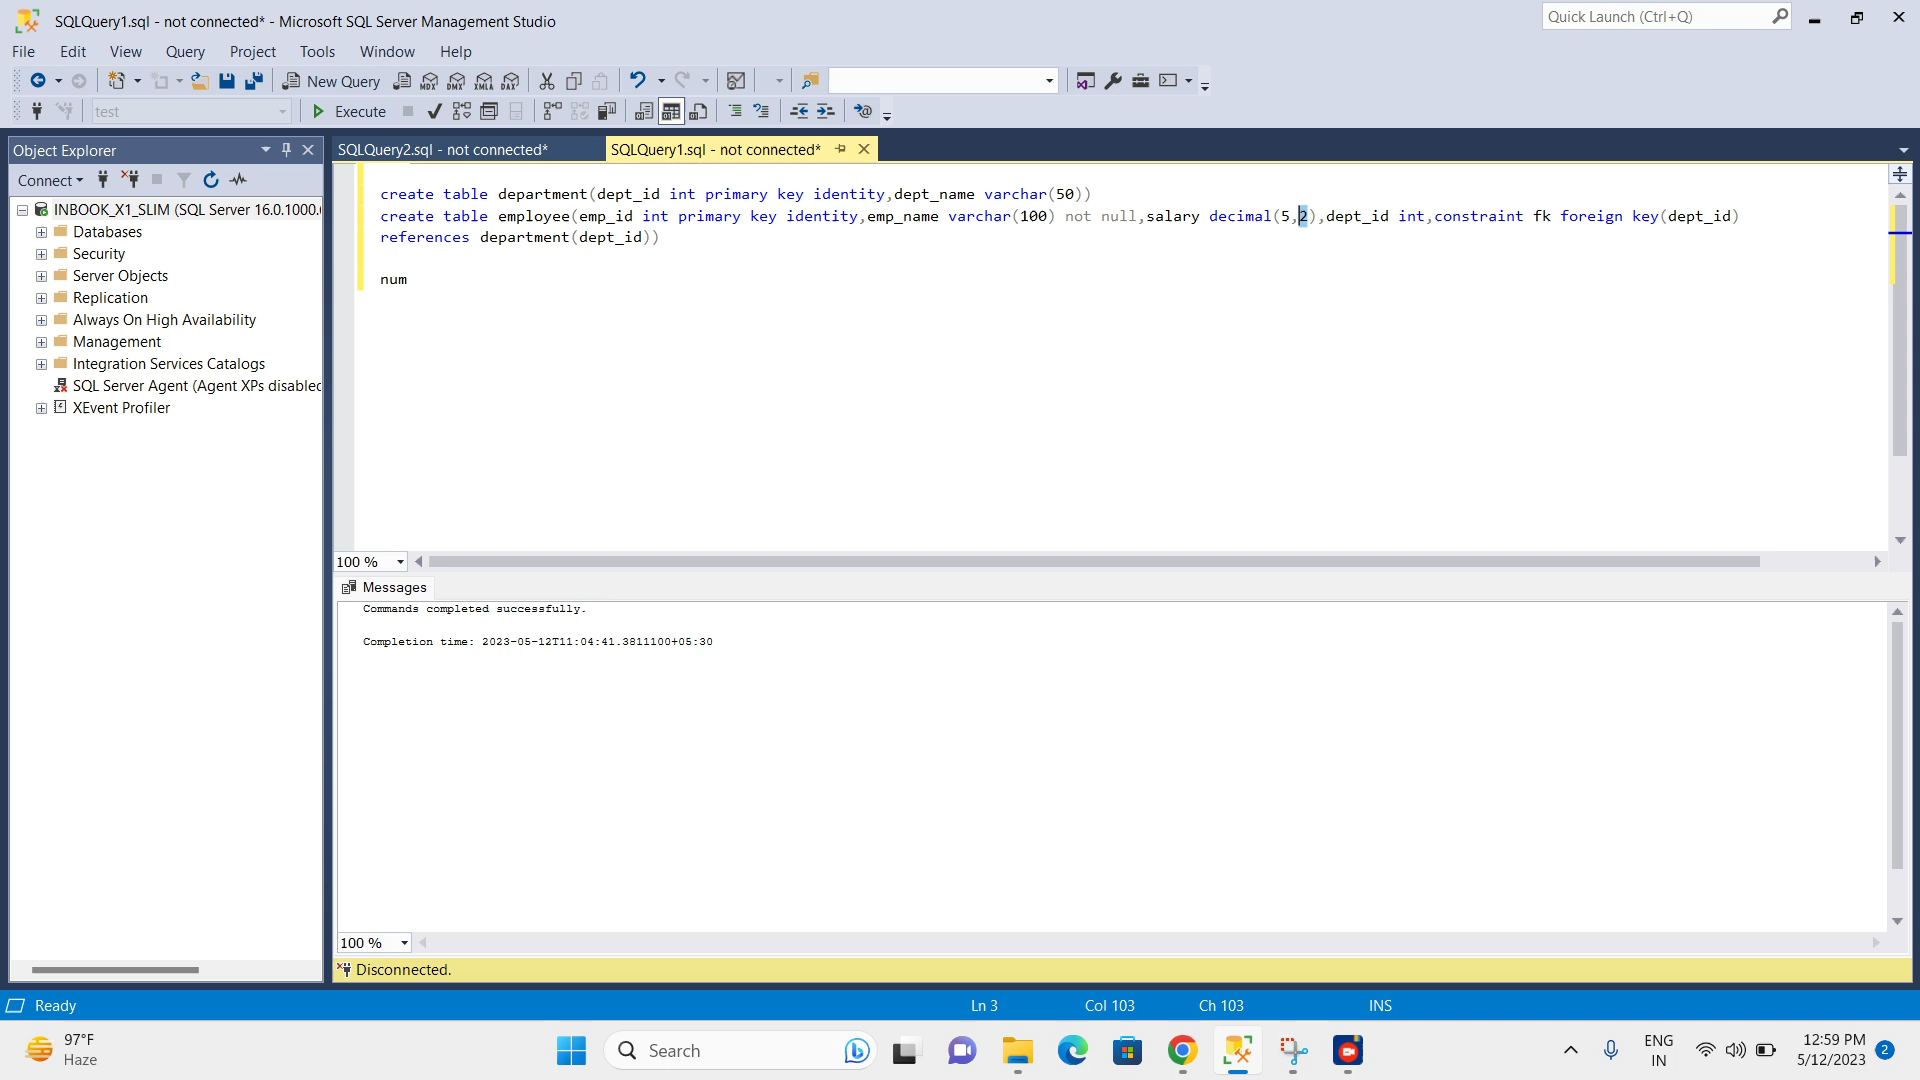 SQLQuery1.sql - not connected* - Microsoft SQL Server Management Studio
Quick Launch (Ctrl+Q)
File Edit View Query Project Tools Window Help
New Query MDX DMX XMLA DAX
test Execute
Object Explorer
SQLQuery2.sql - not connected*
SQLQuery1.sql - not connected*
Connect
INBOOK_X1_SLIM (SQL Server 16.0.1000.
Databases
Security
Server Objects
Replication
Always On High Availability
Management
Integration Services Catalogs
SQL Server Agent (Agent XPs disabled
XEvent Profiler
create table department(dept_id int primary key identity,dept_name varchar(50))
create table employee(emp_id int primary key identity,emp_name varchar(100) not null,salary decimal(5,2),dept_id int,constraint fk foreign key(dept_id)
references department(dept_id))
num
100 %
Messages
Commands completed successfully.
Completion time: 2023-05-12T11:04:41.3811100+05:30
100 %
Disconnected.
Ready Ln 3 Col 103 Ch 103 INS
97°F
Haze
Search
ENG
IN
12:59 PM
5/12/2023
2